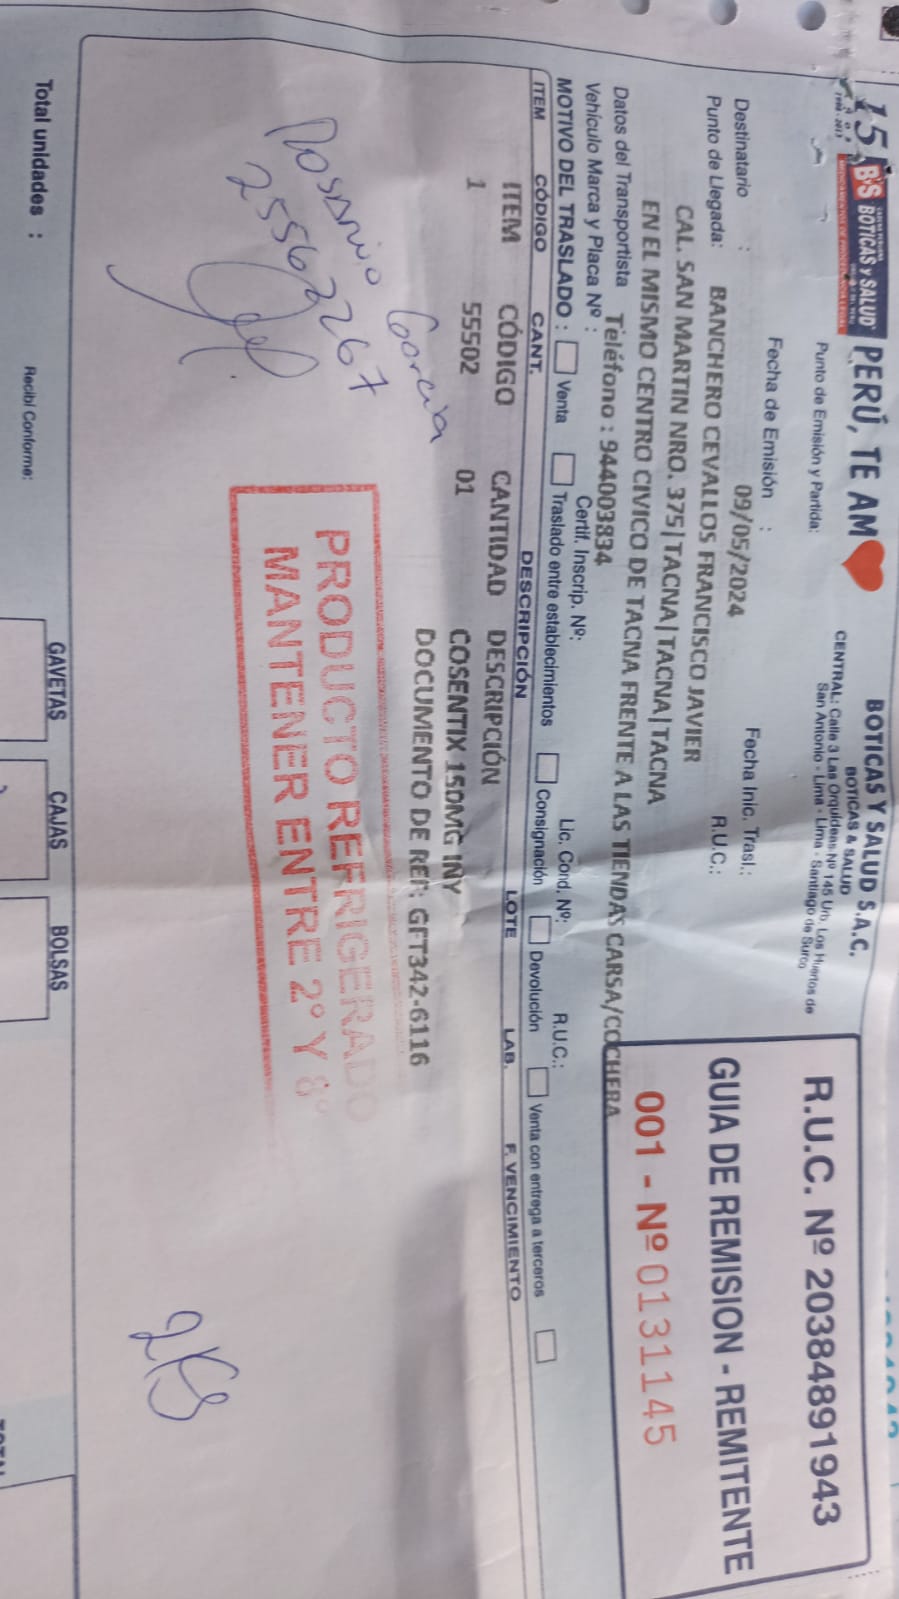 15
B'S BOTICAS y SALUD
MEDICAMENTOS DE PROCEDENCIA LEGAL
PERÚ, TE AM
BOTICAS Y SALUD S.A.C.
BOTICAS & SALUD
CENTRAL: Calle 3 Las Orquídeas Nº 145 Urb. Los Huertos de
San Antonio - Lima - Lima - Santiago de Surco
R.U.C. Nº 20384891943
GUIA DE REMISION - REMITENTE
001 - Nº 0131145
Punto de Emisión y Partida:
Fecha de Emisión :
Fecha Inic. Trasl.:
09/05/2024
Destinatario :
BANCHERO CEVALLOS FRANCISCO JAVIER
R.U.C.:
Punto de Llegada:
CAL. SAN MARTIN NRO. 375|TACNA|TACNA|TACNA
EN EL MISMO CENTRO CIVICO DE TACNA FRENTE A LAS TIENDAS CARSA/COCHERA
Datos del Transportista
Teléfono : 944003834
R.U.C.:
Vehículo Marca y Placa Nº :
Certif. Inscrip. Nº:
Lic. Cond. Nº:
MOTIVO DEL TRASLADO : Venta Traslado entre establecimientos Consignación Devolución Venta con entrega a terceros
ITEM CÓDIGO CANT. DESCRIPCIÓN LOTE LAB. F. VENCIMIENTO
ITEM CÓDIGO CANTIDAD DESCRIPCIÓN
1 55502 01 COSENTIX 150MG INY
DOCUMENTO DE REF: GFT342-6116
PRODUCTO REFRIGERADO
MANTENER ENTRE 2° Y 8°
Rosario García
25567267
Total unidades :
Recibí Conforme:
GAVETAS
CAJAS
BOLSAS